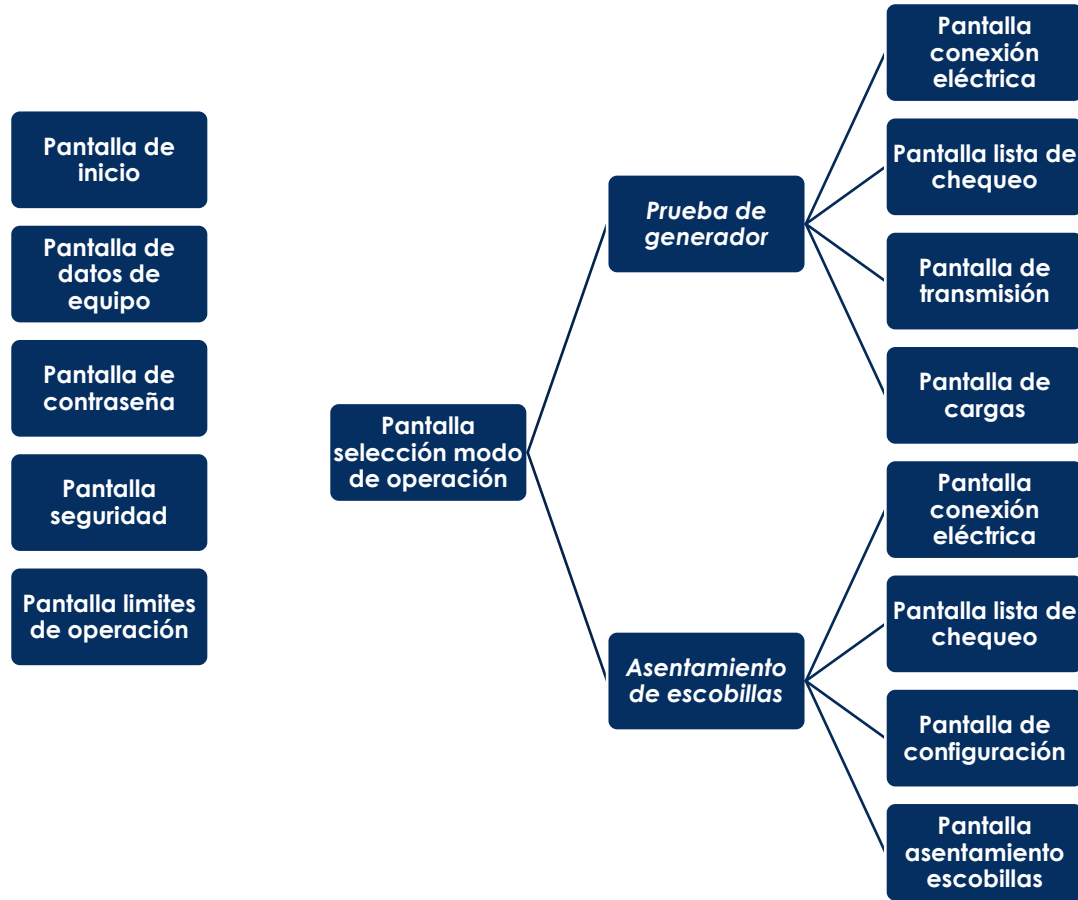 Pantalla de
inicio
Pantalla de
datos de
equipo
Pantalla de
contraseña
Pantalla
seguridad
Pantalla limites
de operación
Pantalla
selección modo
de operación
Prueba de
generador
Asentamiento
de escobillas
Pantalla
conexión
eléctrica
Pantalla lista de
chequeo
Pantalla de
transmisión
Pantalla de
cargas
Pantalla
conexión
eléctrica
Pantalla lista de
chequeo
Pantalla de
configuración
Pantalla
asentamiento
escobillas